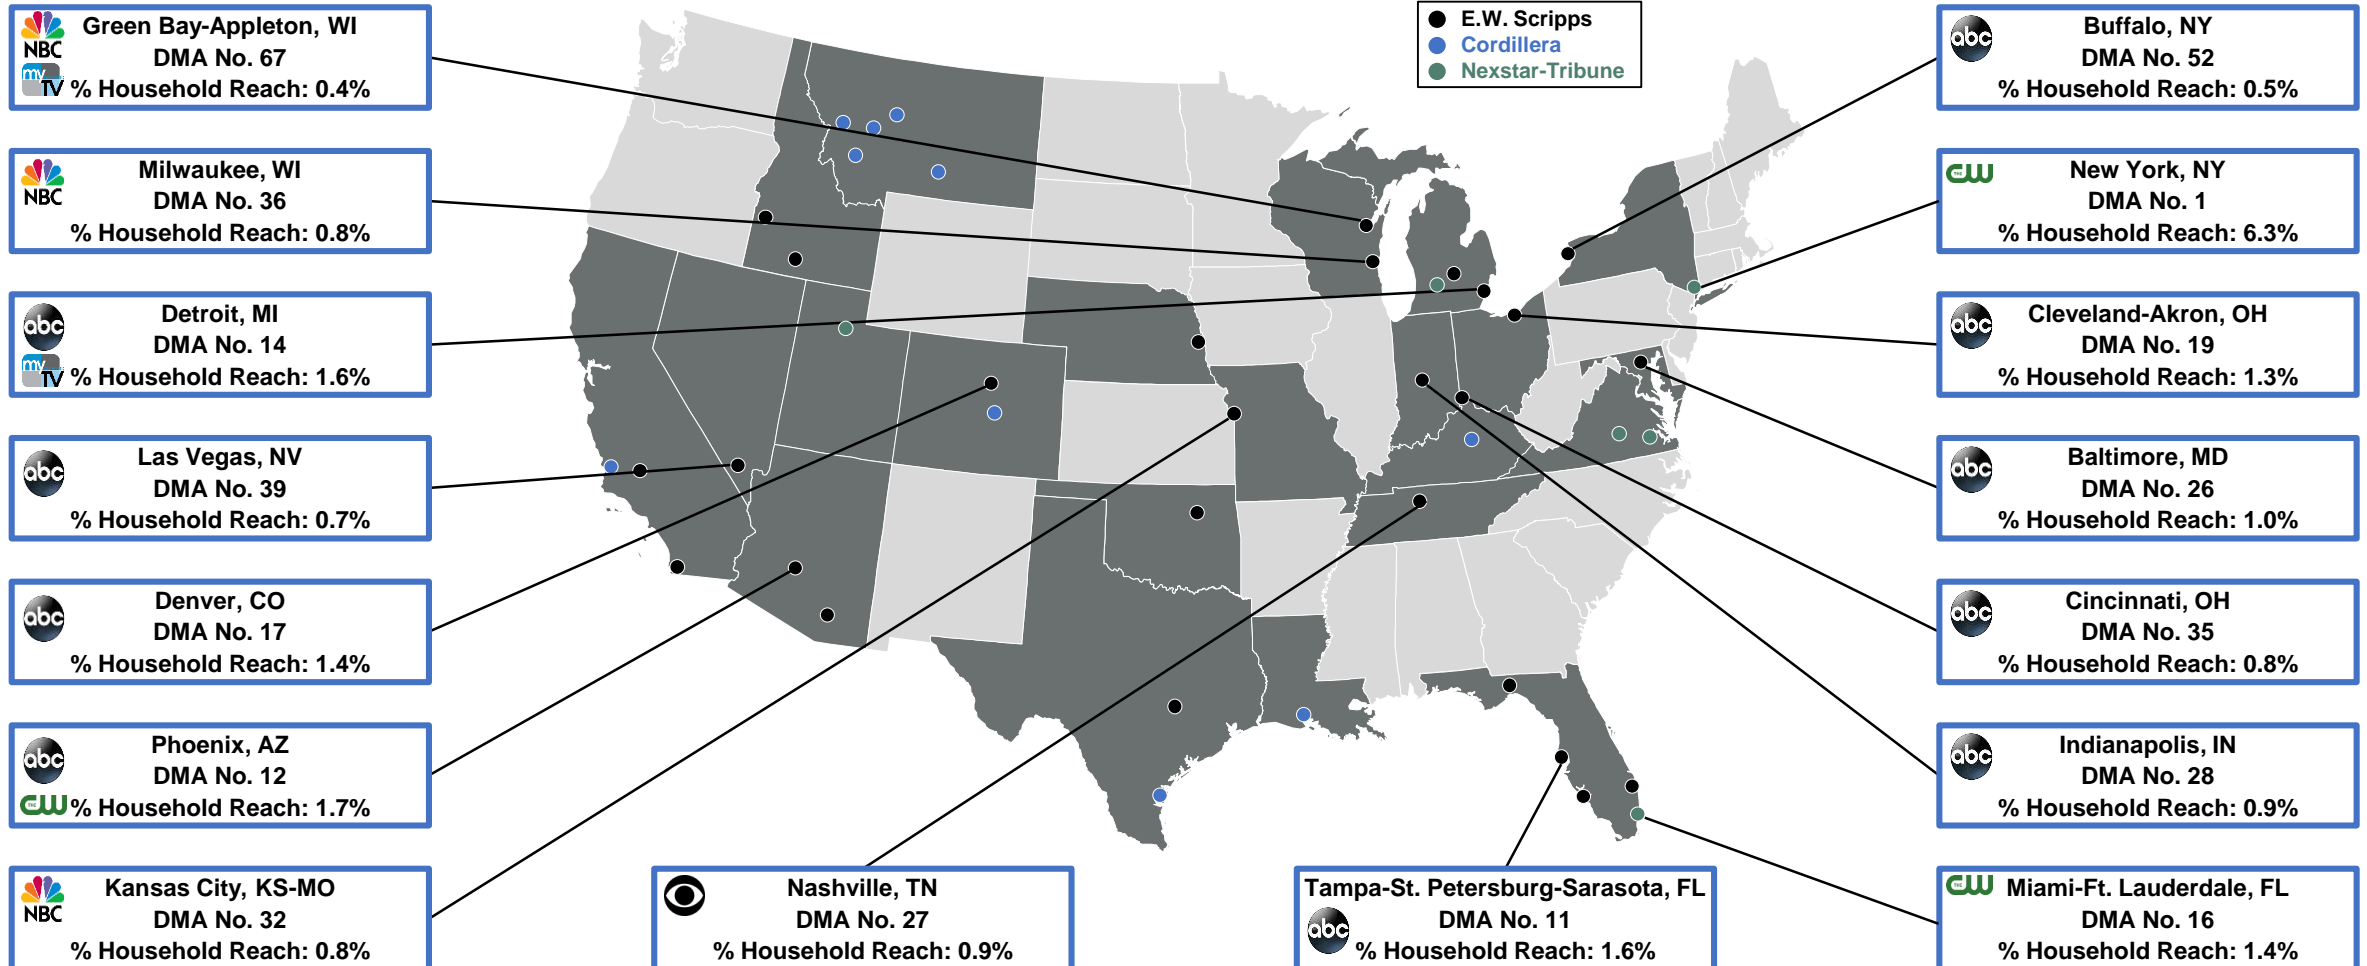 NBC
my
TV
Green Bay-Appleton, WI
DMA No. 67
% Household Reach: 0.4%
NBC
Milwaukee, WI
DMA No. 36
% Household Reach: 0.8%
abc
my
TV
Detroit, MI
DMA No. 14
% Household Reach: 1.6%
abc
Las Vegas, NV
DMA No. 39
% Household Reach: 0.7%
abc
Denver, CO
DMA No. 17
% Household Reach: 1.4%
abc
THE CW
Phoenix, AZ
DMA No. 12
% Household Reach: 1.7%
NBC
Kansas City, KS-MO
DMA No. 32
% Household Reach: 0.8%
Nashville, TN
DMA No. 27
% Household Reach: 0.9%
Tampa-St. Petersburg-Sarasota, FL
abc
DMA No. 11
% Household Reach: 1.6%
E.W. Scripps
Cordillera
Nexstar-Tribune
abc
Buffalo, NY
DMA No. 52
% Household Reach: 0.5%
THE CW
New York, NY
DMA No. 1
% Household Reach: 6.3%
abc
Cleveland-Akron, OH
DMA No. 19
% Household Reach: 1.3%
abc
Baltimore, MD
DMA No. 26
% Household Reach: 1.0%
abc
Cincinnati, OH
DMA No. 35
% Household Reach: 0.8%
abc
Indianapolis, IN
DMA No. 28
% Household Reach: 0.9%
THE CW
Miami-Ft. Lauderdale, FL
DMA No. 16
% Household Reach: 1.4%